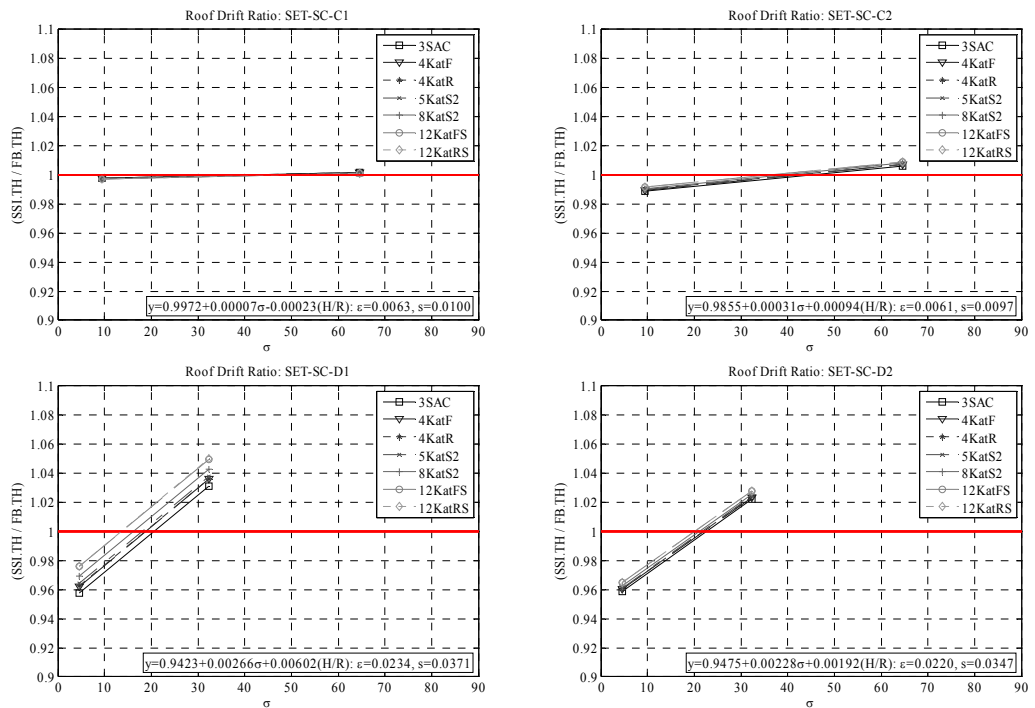 Roof Drift Ratio: SET-SC-C1
(SSI.TH / FB.TH)
1.1
1.08
1.06
1.04
1.02
1
0.98
0.96
0.94
0.92
0.9
3SAC
4KatF
4KatR
5KatS2
8KatS2
12KatFS
12KatRS
y=0.9972+0.00007σ-0.00023(H/R): ε=0.0063, s=0.0100
0 10 20 30 40 50 60 70 80 90
σ
Roof Drift Ratio: SET-SC-C2
(SSI.TH / FB.TH)
1.1
1.08
1.06
1.04
1.02
1
0.98
0.96
0.94
0.92
0.9
3SAC
4KatF
4KatR
5KatS2
8KatS2
12KatFS
12KatRS
y=0.9855+0.00031σ+0.00094(H/R): ε=0.0061, s=0.0097
0 10 20 30 40 50 60 70 80 90
σ
Roof Drift Ratio: SET-SC-D1
(SSI.TH / FB.TH)
1.1
1.08
1.06
1.04
1.02
1
0.98
0.96
0.94
0.92
0.9
3SAC
4KatF
4KatR
5KatS2
8KatS2
12KatFS
12KatRS
y=0.9423+0.00266σ+0.00602(H/R): ε=0.0234, s=0.0371
0 10 20 30 40 50 60 70 80 90
σ
Roof Drift Ratio: SET-SC-D2
(SSI.TH / FB.TH)
1.1
1.08
1.06
1.04
1.02
1
0.98
0.96
0.94
0.92
0.9
3SAC
4KatF
4KatR
5KatS2
8KatS2
12KatFS
12KatRS
y=0.9475+0.00228σ+0.00192(H/R): ε=0.0220, s=0.0347
0 10 20 30 40 50 60 70 80 90
σ